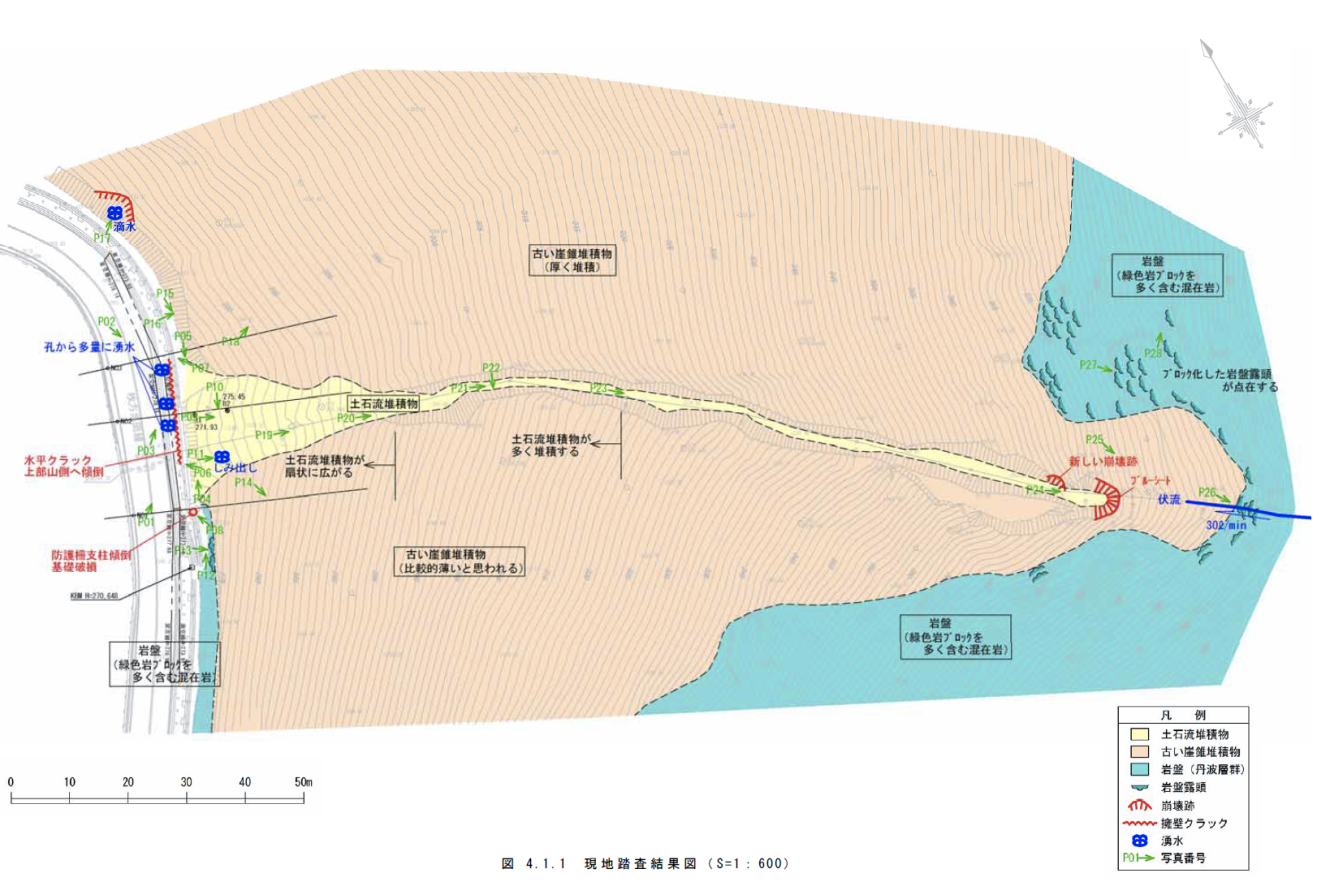 滴水
P17
P15
P16
P02
P05
P18
孔から多量に湧水
NO3
P07
P10
275.45
B2
NO2
271.93
P09
P03
P19
P20
P11
しみ出し
P06
P04
P14
水平クラック
上部山側へ傾倒
P01
P08
防護柵支柱傾倒
基礎破損
P13
P12
KBM H=270.648
岩盤
(緑色岩ブロックを
多く含む混在岩)
古い崖錐堆積物
(厚く堆積)
土石流堆積物
P21
P22
P23
土石流堆積物が
扇状に広がる
土石流堆積物が
多く堆積する
古い崖錐堆積物
(比較的薄いと思われる)
岩盤
(緑色岩ブロックを
多く含む混在岩)
P27
P28
ブロック化した岩盤露頭
が点在する
P25
新しい崩壊跡
ブルーシート
P24
P26
伏流
30ℓ/min
岩盤
(緑色岩ブロックを
多く含む混在岩)
凡 例
土石流堆積物
古い崖錐堆積物
岩盤（丹波層群）
岩盤露頭
崩壊跡
擁壁クラック
湧水
P01 写真番号
0 10 20 30 40 50m
図 4.1.1 現地踏査結果図（S=1：600）